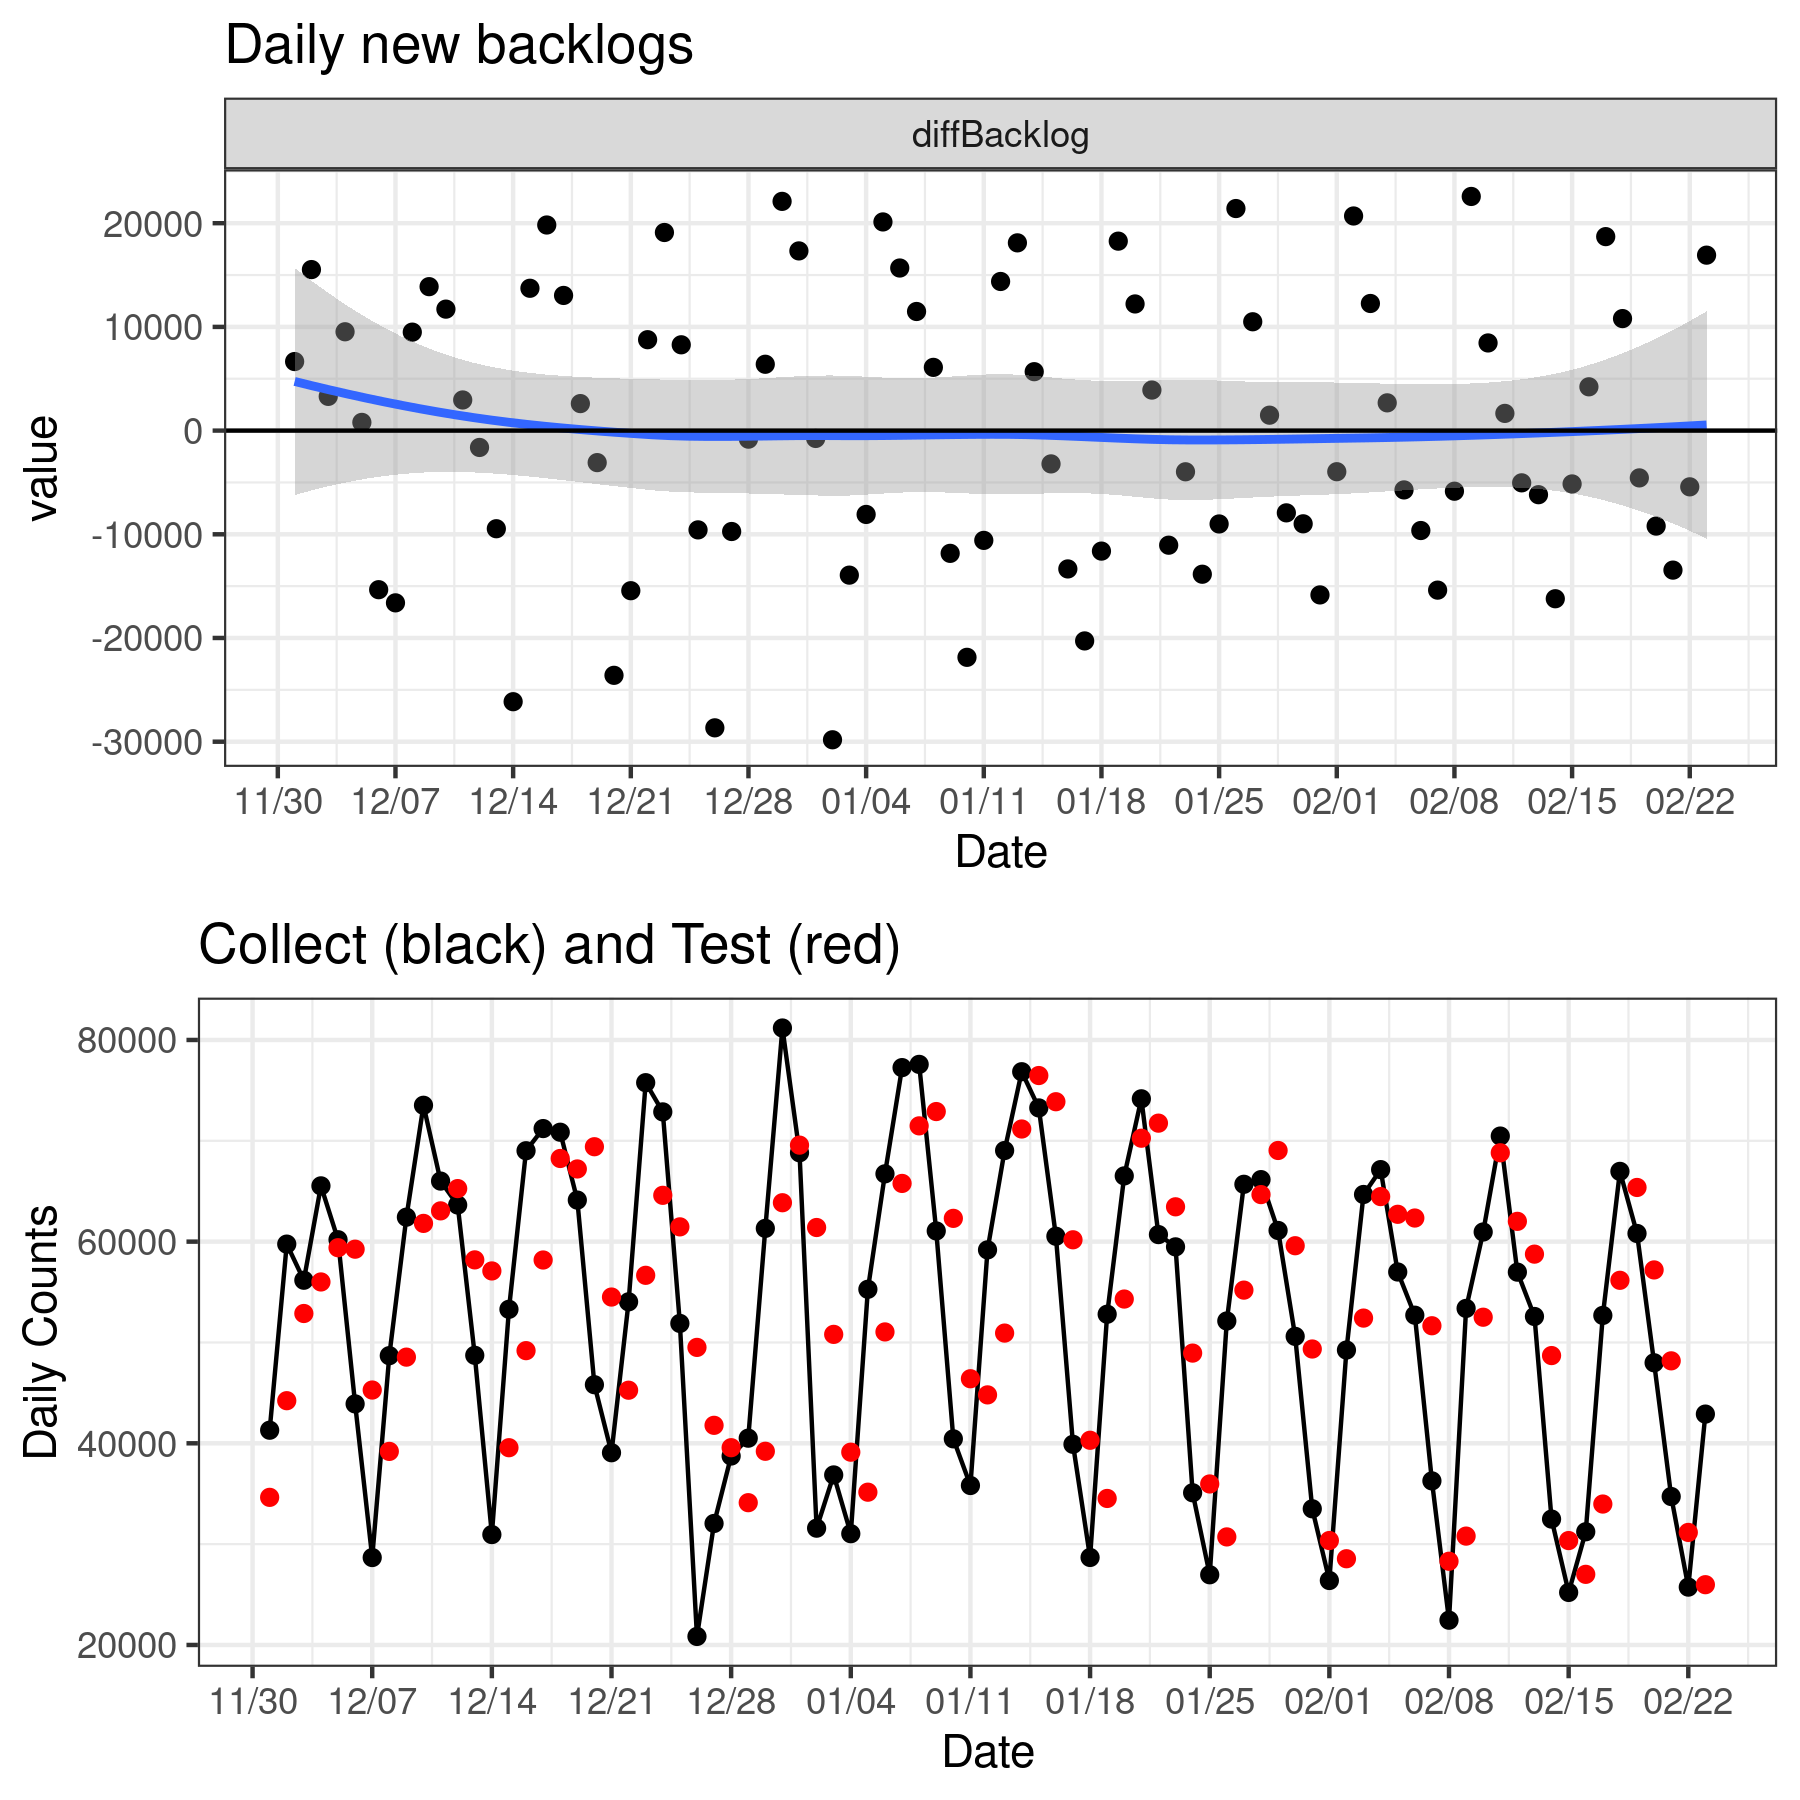 Daily new backlogs
diffBacklog
20000
10000
0
-10000
-20000
-30000
value
11/30 12/07 12/14 12/21 12/28 01/04 01/11 01/18 01/25 02/01 02/08 02/15 02/22
Date
Collect (black) and Test (red)
80000
60000
40000
20000
Daily Counts
11/30 12/07 12/14 12/21 12/28 01/04 01/11 01/18 01/25 02/01 02/08 02/15 02/22
Date